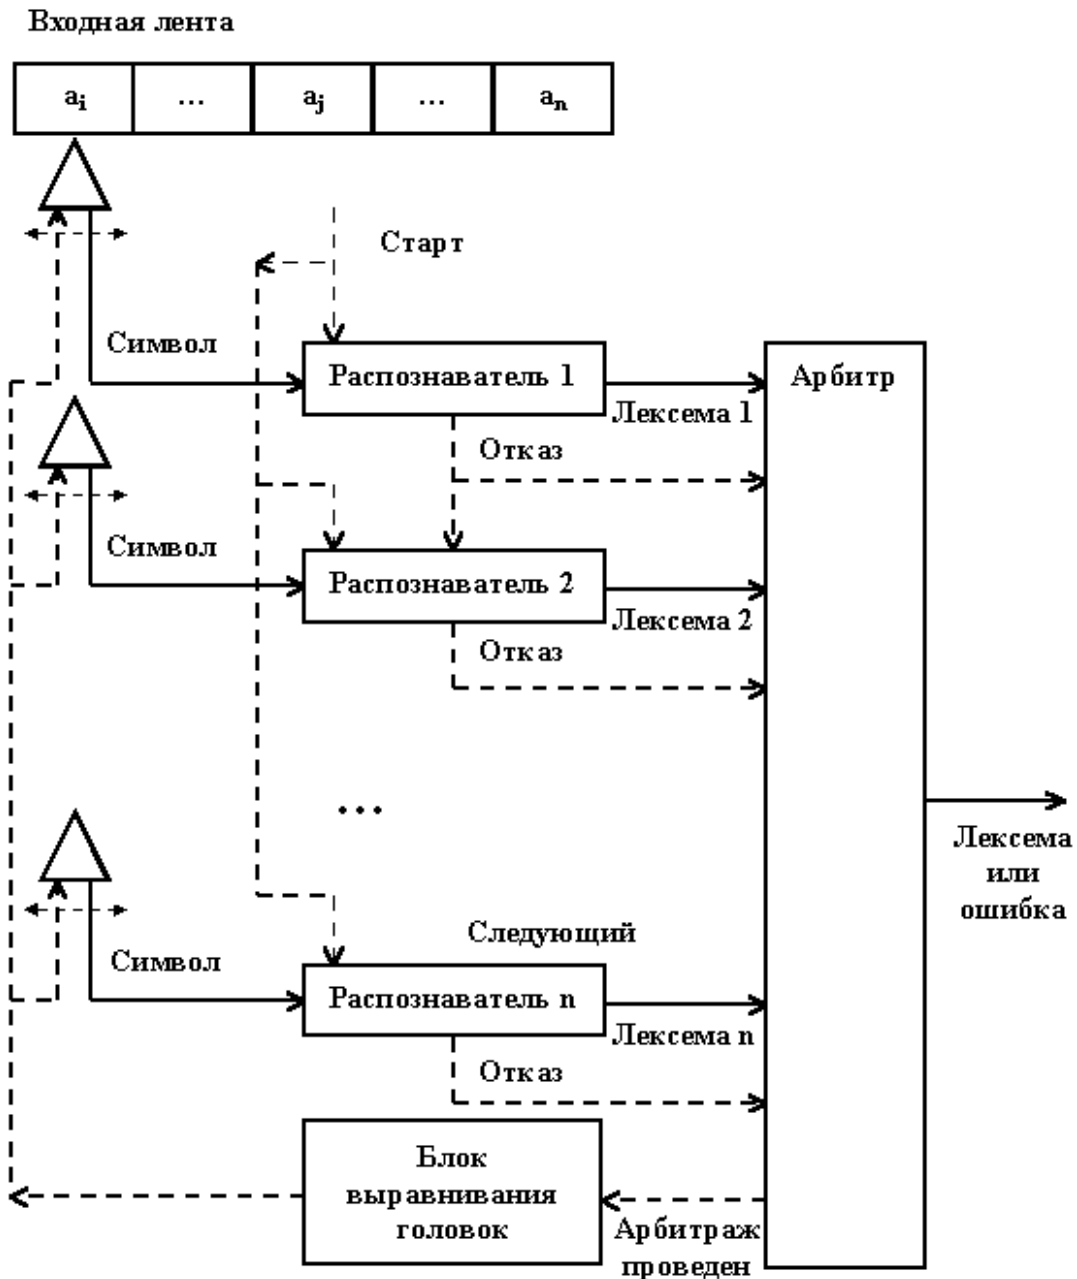 Входная лента
ai ... aj ... an
Старт
Символ
Распознаватель 1
Арбитр
Лексема 1
Отказ
Символ
Распознаватель 2
Лексема 2
Отказ
...
Лексема
или
ошибка
Следующий
Символ
Распознаватель n
Лексема n
Отказ
Блок
выравнивания
головок
Арбитраж
проведен